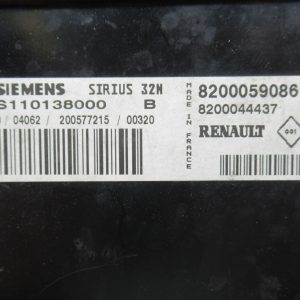 SIEMENS SIRIUS 32N
S110138000 B
04062 / 200577215 / 00320
MADE IN FRANCE
8200059086
8200044437
RENAULT